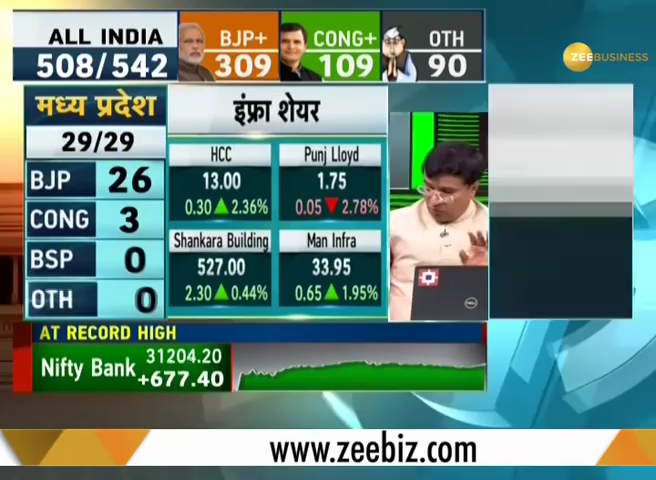 ALL INDIA
508/542
BJP+
309
CONG+
109
OTH
90
ZEEBUSINESS
मध्य प्रदेश
29/29
BJP 26
CONG 3
BSP 0
OTH 0
इंफ्रा शेयर
HCC
13.00
0.30 ▲ 2.36%
Punj Lloyd
1.75
0.05 ▼ 2.78%
Shankara Building
527.00
2.30 ▲ 0.44%
Man Infra
33.95
0.65 ▲ 1.95%
DELL
AT RECORD HIGH
Nifty Bank
31204.20
+677.40
www.zeebiz.com